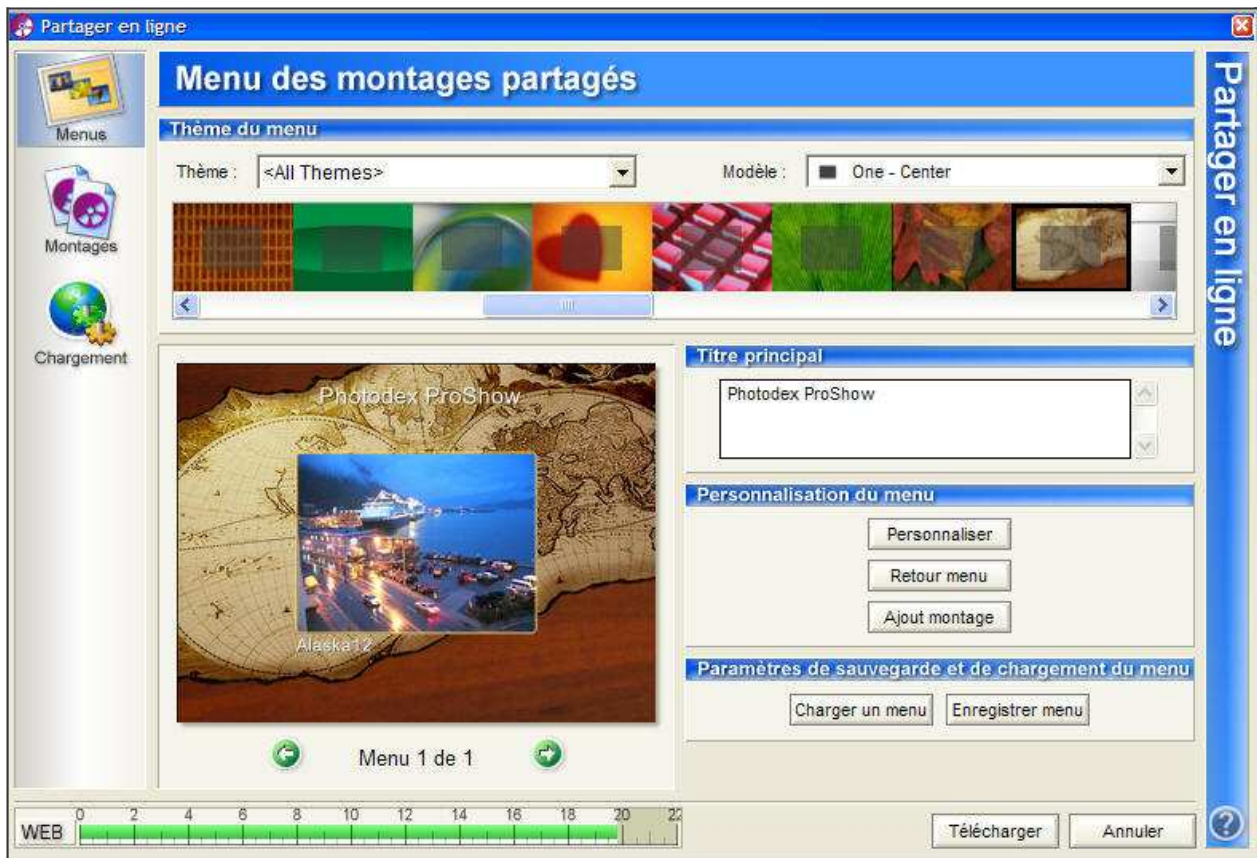 Partager en ligne
Menus
Montages
Chargement
Menu des montages partagés
Thème du menu
Thème : <All Themes>
Modèle : One - Center
Photodex ProShow
Alaska12
Menu 1 de 1
Titre principal
Photodex ProShow
Personnalisation du menu
Personnaliser
Retour menu
Ajout montage
Paramètres de sauvegarde et de chargement du menu
Charger un menu Enregistrer menu
Partager en ligne
WEB 0 2 4 6 8 10 12 14 16 18 20 22
Télécharger Annuler
?